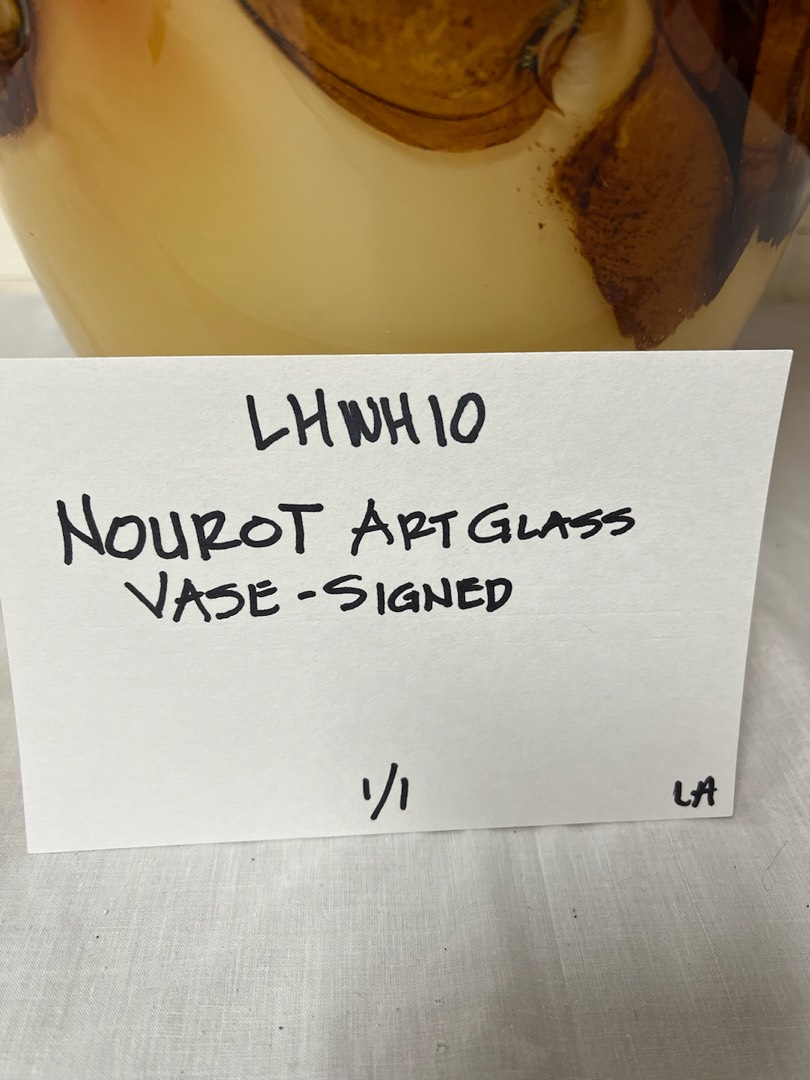 LHWH10
NOUROT ART GLASS
VASE - SIGNED
1/1
LA